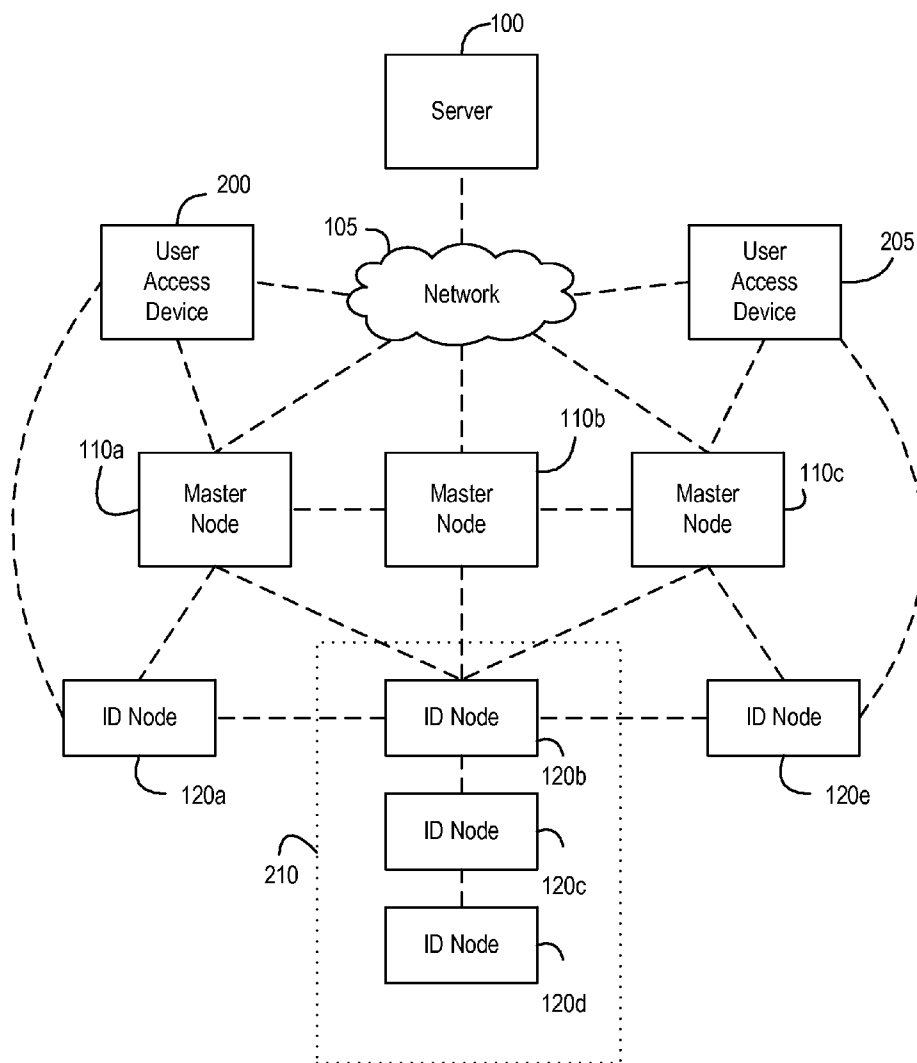 100
Server
200
105
205
User
Access
Device
Network
User
Access
Device
110a
110b
110c
Master
Node
Master
Node
Master
Node
ID Node
ID Node
ID Node
120a
120b
120e
ID Node
210
120c
ID Node
120d